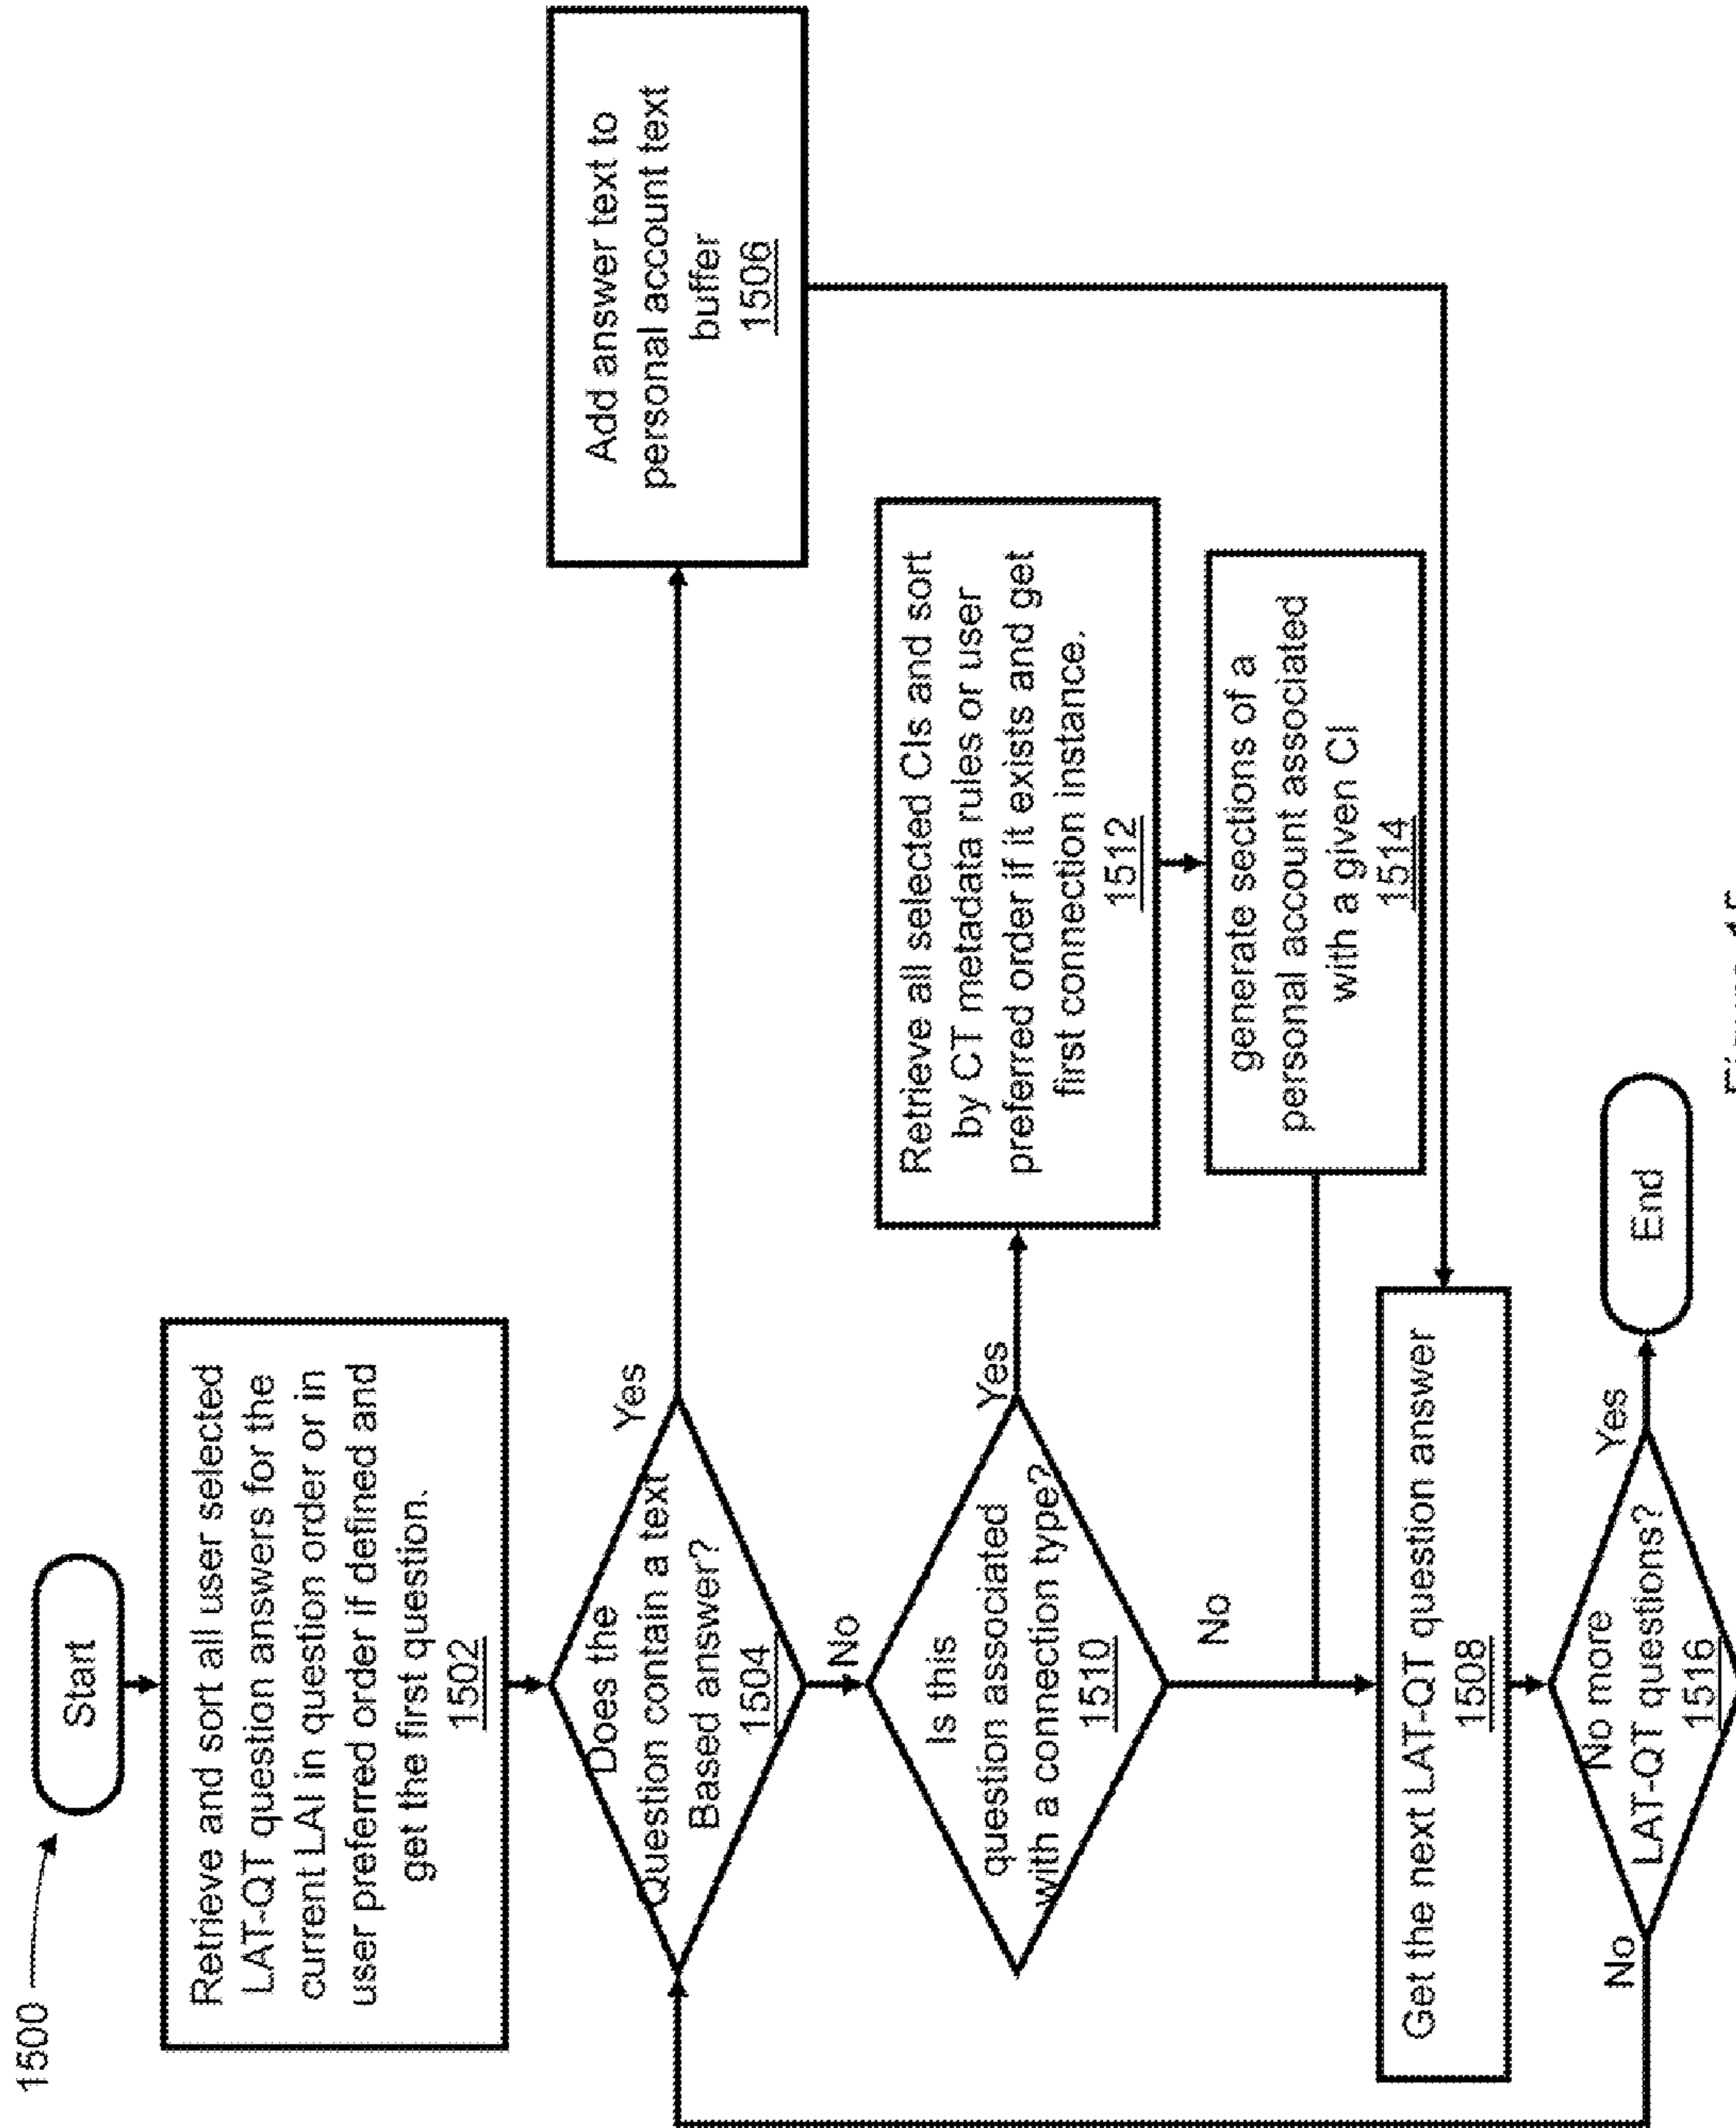 1500
Start
Retrieve and sort all user selected
LAT-QT question answers for the
current LAI in question order or in
user preferred order if defined and
get the first question.
1502
Does the
Question contain a text
Based answer?
1504
Yes
No
Add answer text to
personal account text
buffer
1506
Is this
question associated
with a connection type?
1510
Yes
No
Retrieve all selected CIs and sort
by CT metadata rules or user
preferred order if it exists and get
first connection instance.
1512
generate sections of a
personal account associated
with a given CI
1514
Get the next LAT-QT question answer
1508
No more
LAT-QT questions?
1516
Yes
No
End